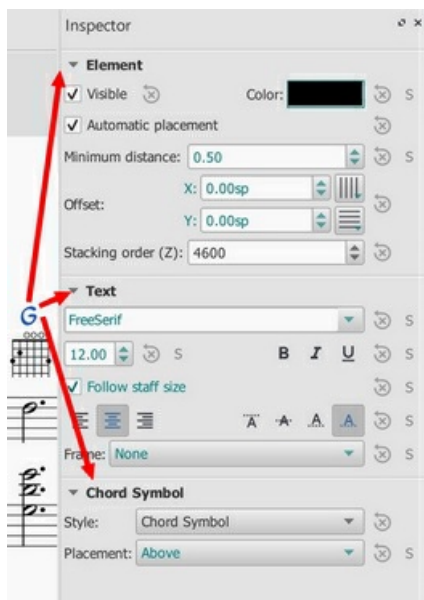 Inspector
Element
Visible Color: S
Automatic placement
Minimum distance: 0.50 S
X: 0.00sp
Offset:
Y: 0.00sp
Stacking order (Z): 4600
Text
G
FreeSerif S
12.00 S B I U S
Follow staff size S
A A A A S
Frame: None S
Chord Symbol
Style: Chord Symbol
Placement: Above S